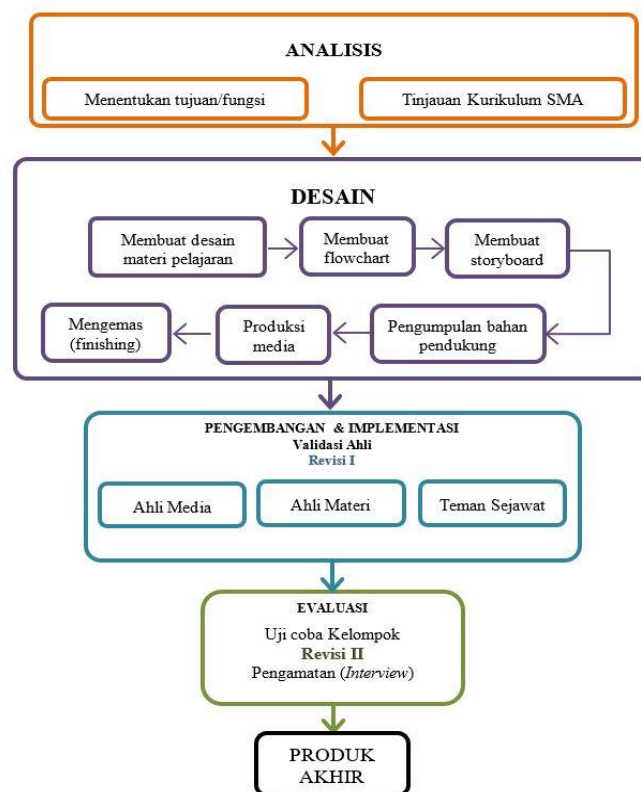 ANALISIS
Menentukan tujuan/fungsi
Tinjauan Kurikulum SMA
DESAIN
Membuat desain
materi pelajaran
Membuat
flowchart
Membuat
storyboard
Pengumpulan bahan
pendukung
Produksi
media
Mengemas
(finishing)
PENGEMBANGAN & IMPLEMENTASI
Validasi Ahli
Revisi I
Ahli Media
Ahli Materi
Teman Sejawat
EVALUASI
Uji coba Kelompok
Revisi II
Pengamatan (Interview)
PRODUK
AKHIR